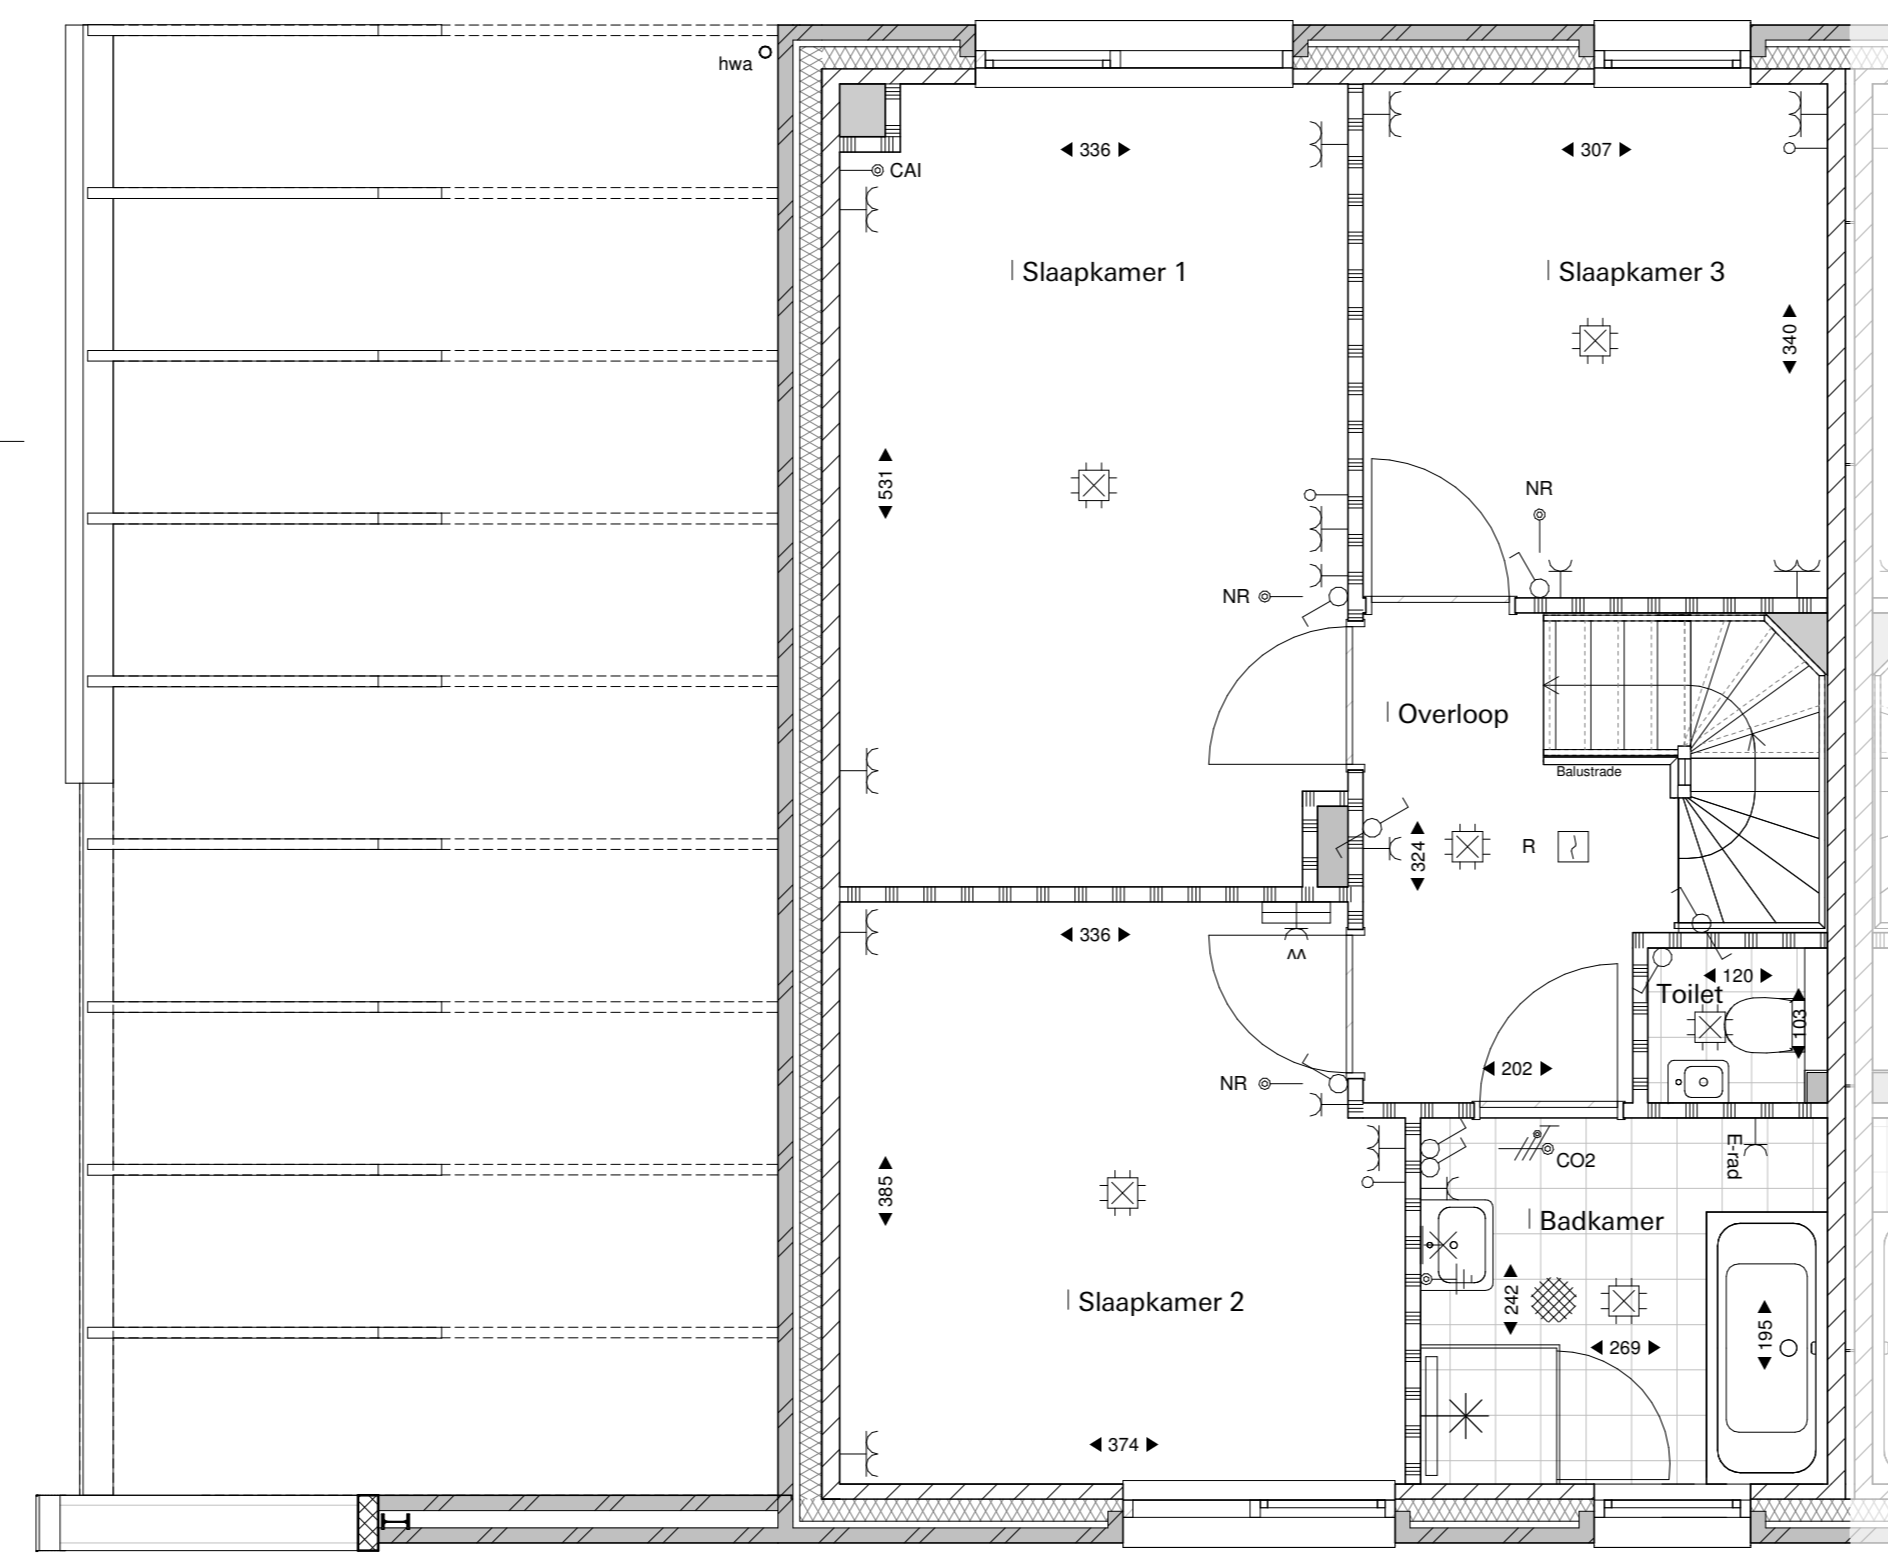 hwa
CAI
336
307
Slaapkamer 1
Slaapkamer 3
340
531
NR
NR
Overloop
Balustrade
324
R
336
^^
120
Toilet
103
202
NR
E-rad
CO2
385
Badkamer
Slaapkamer 2
242
195
269
374